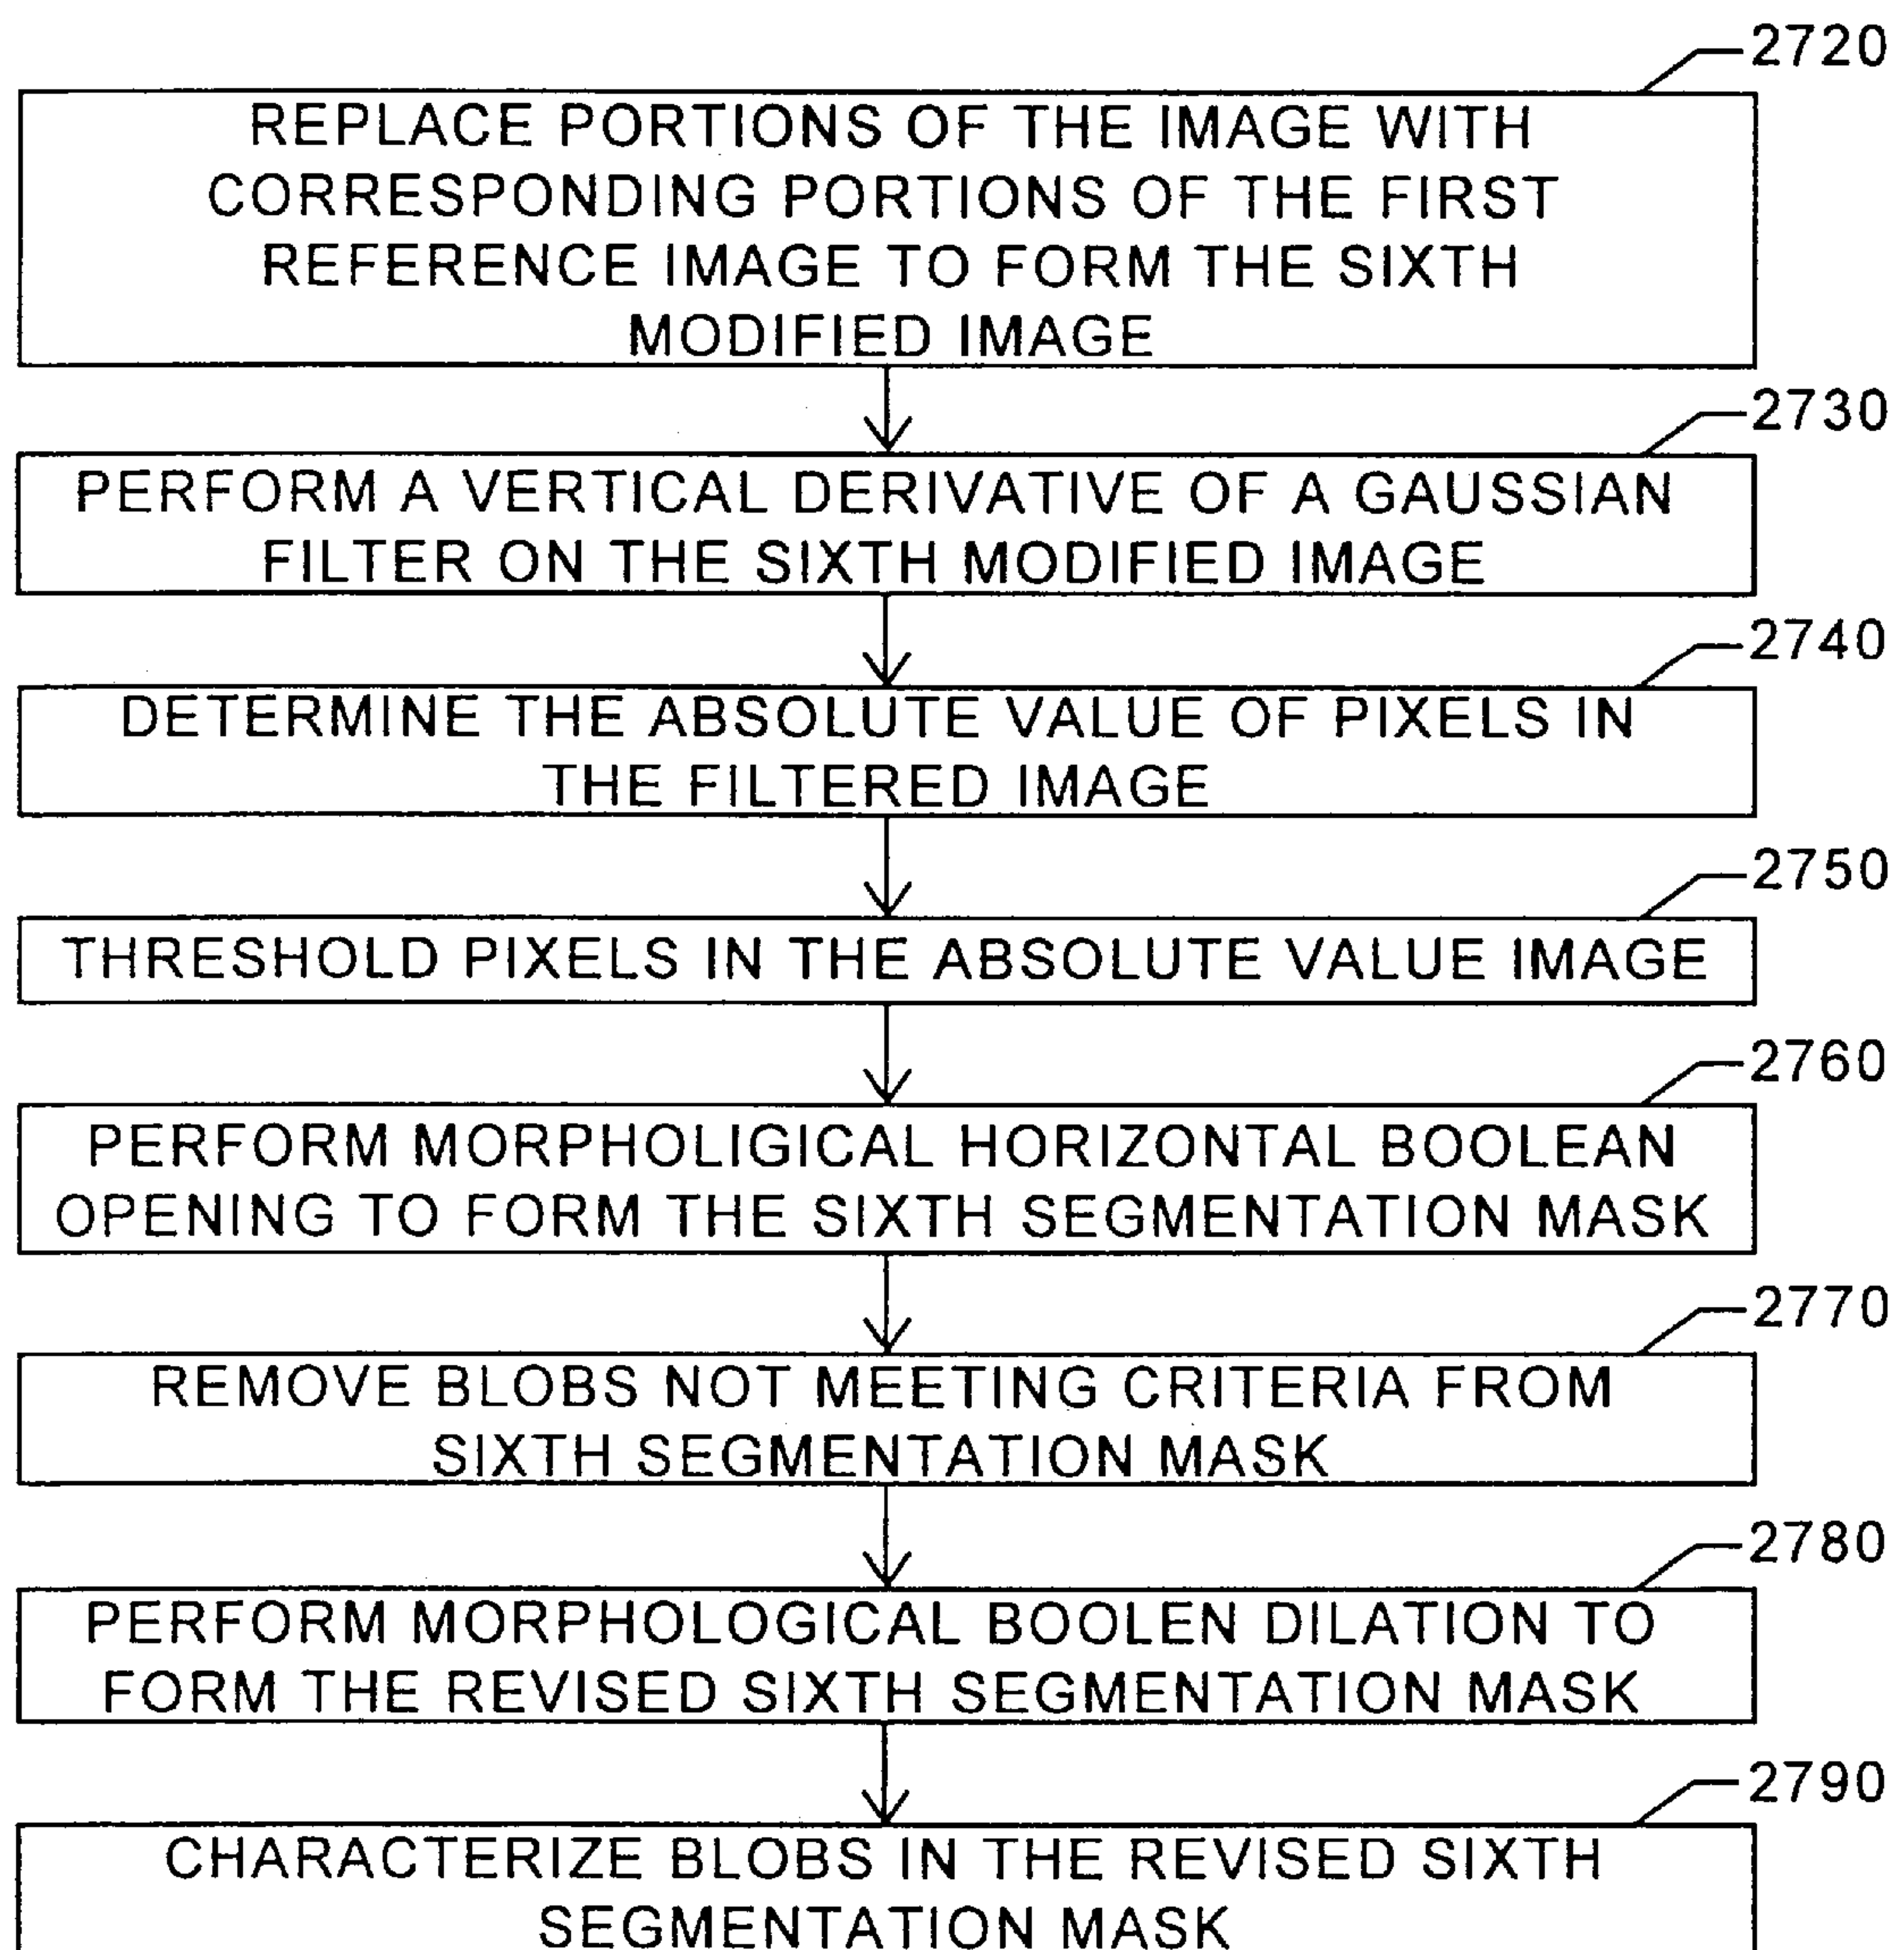 2720
REPLACE PORTIONS OF THE IMAGE WITH
CORRESPONDING PORTIONS OF THE FIRST
REFERENCE IMAGE TO FORM THE SIXTH
MODIFIED IMAGE
2730
PERFORM A VERTICAL DERIVATIVE OF A GAUSSIAN
FILTER ON THE SIXTH MODIFIED IMAGE
2740
DETERMINE THE ABSOLUTE VALUE OF PIXELS IN
THE FILTERED IMAGE
2750
THRESHOLD PIXELS IN THE ABSOLUTE VALUE IMAGE
2760
PERFORM MORPHOLIGICAL HORIZONTAL BOOLEAN
OPENING TO FORM THE SIXTH SEGMENTATION MASK
2770
REMOVE BLOBS NOT MEETING CRITERIA FROM
SIXTH SEGMENTATION MASK
2780
PERFORM MORPHOLOGICAL BOOLEN DILATION TO
FORM THE REVISED SIXTH SEGMENTATION MASK
2790
CHARACTERIZE BLOBS IN THE REVISED SIXTH
SEGMENTATION MASK